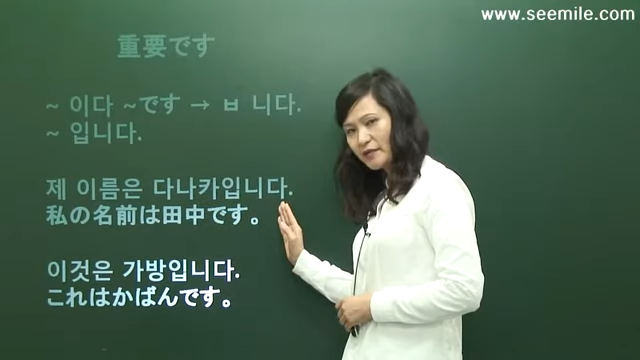 www.seemile.com
重要です
~ 이다 ~です → ㅂ 니다.
~ 입니다.
제 이름은 다나카입니다.
私の名前は田中です。
이것은 가방입니다.
これはかばんです。